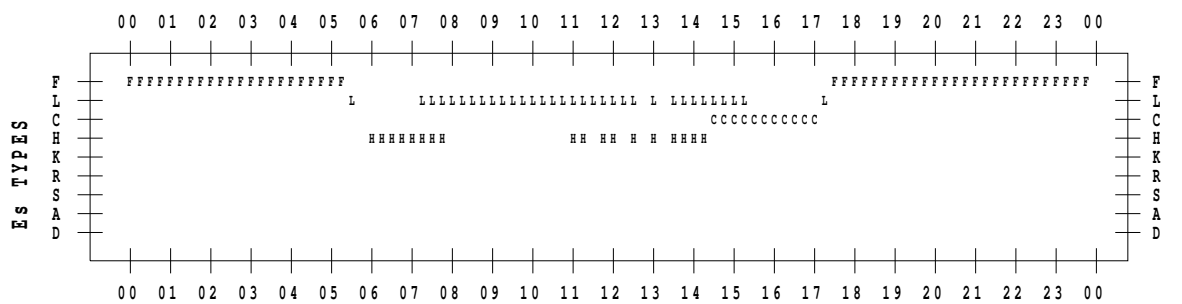 00 01 02 03 04 05 06 07 08 09 10 11 12 13 14 15 16 17 18 19 20 21 22 23 00
F FFFFFFFFFFFFFFFFFFFFFF FFFFFFFFFFFFFFFFFFFFFFFFFF F
L L LLLLLLLLLLLLLLLLLLLLLL L LLLLLLLL L L
C CCCCCCCCCCC C
H HHHHHHHH HH HH H H HHHH H
K K
R R
S S
A A
D D
Es TYPES
00 01 02 03 04 05 06 07 08 09 10 11 12 13 14 15 16 17 18 19 20 21 22 23 00